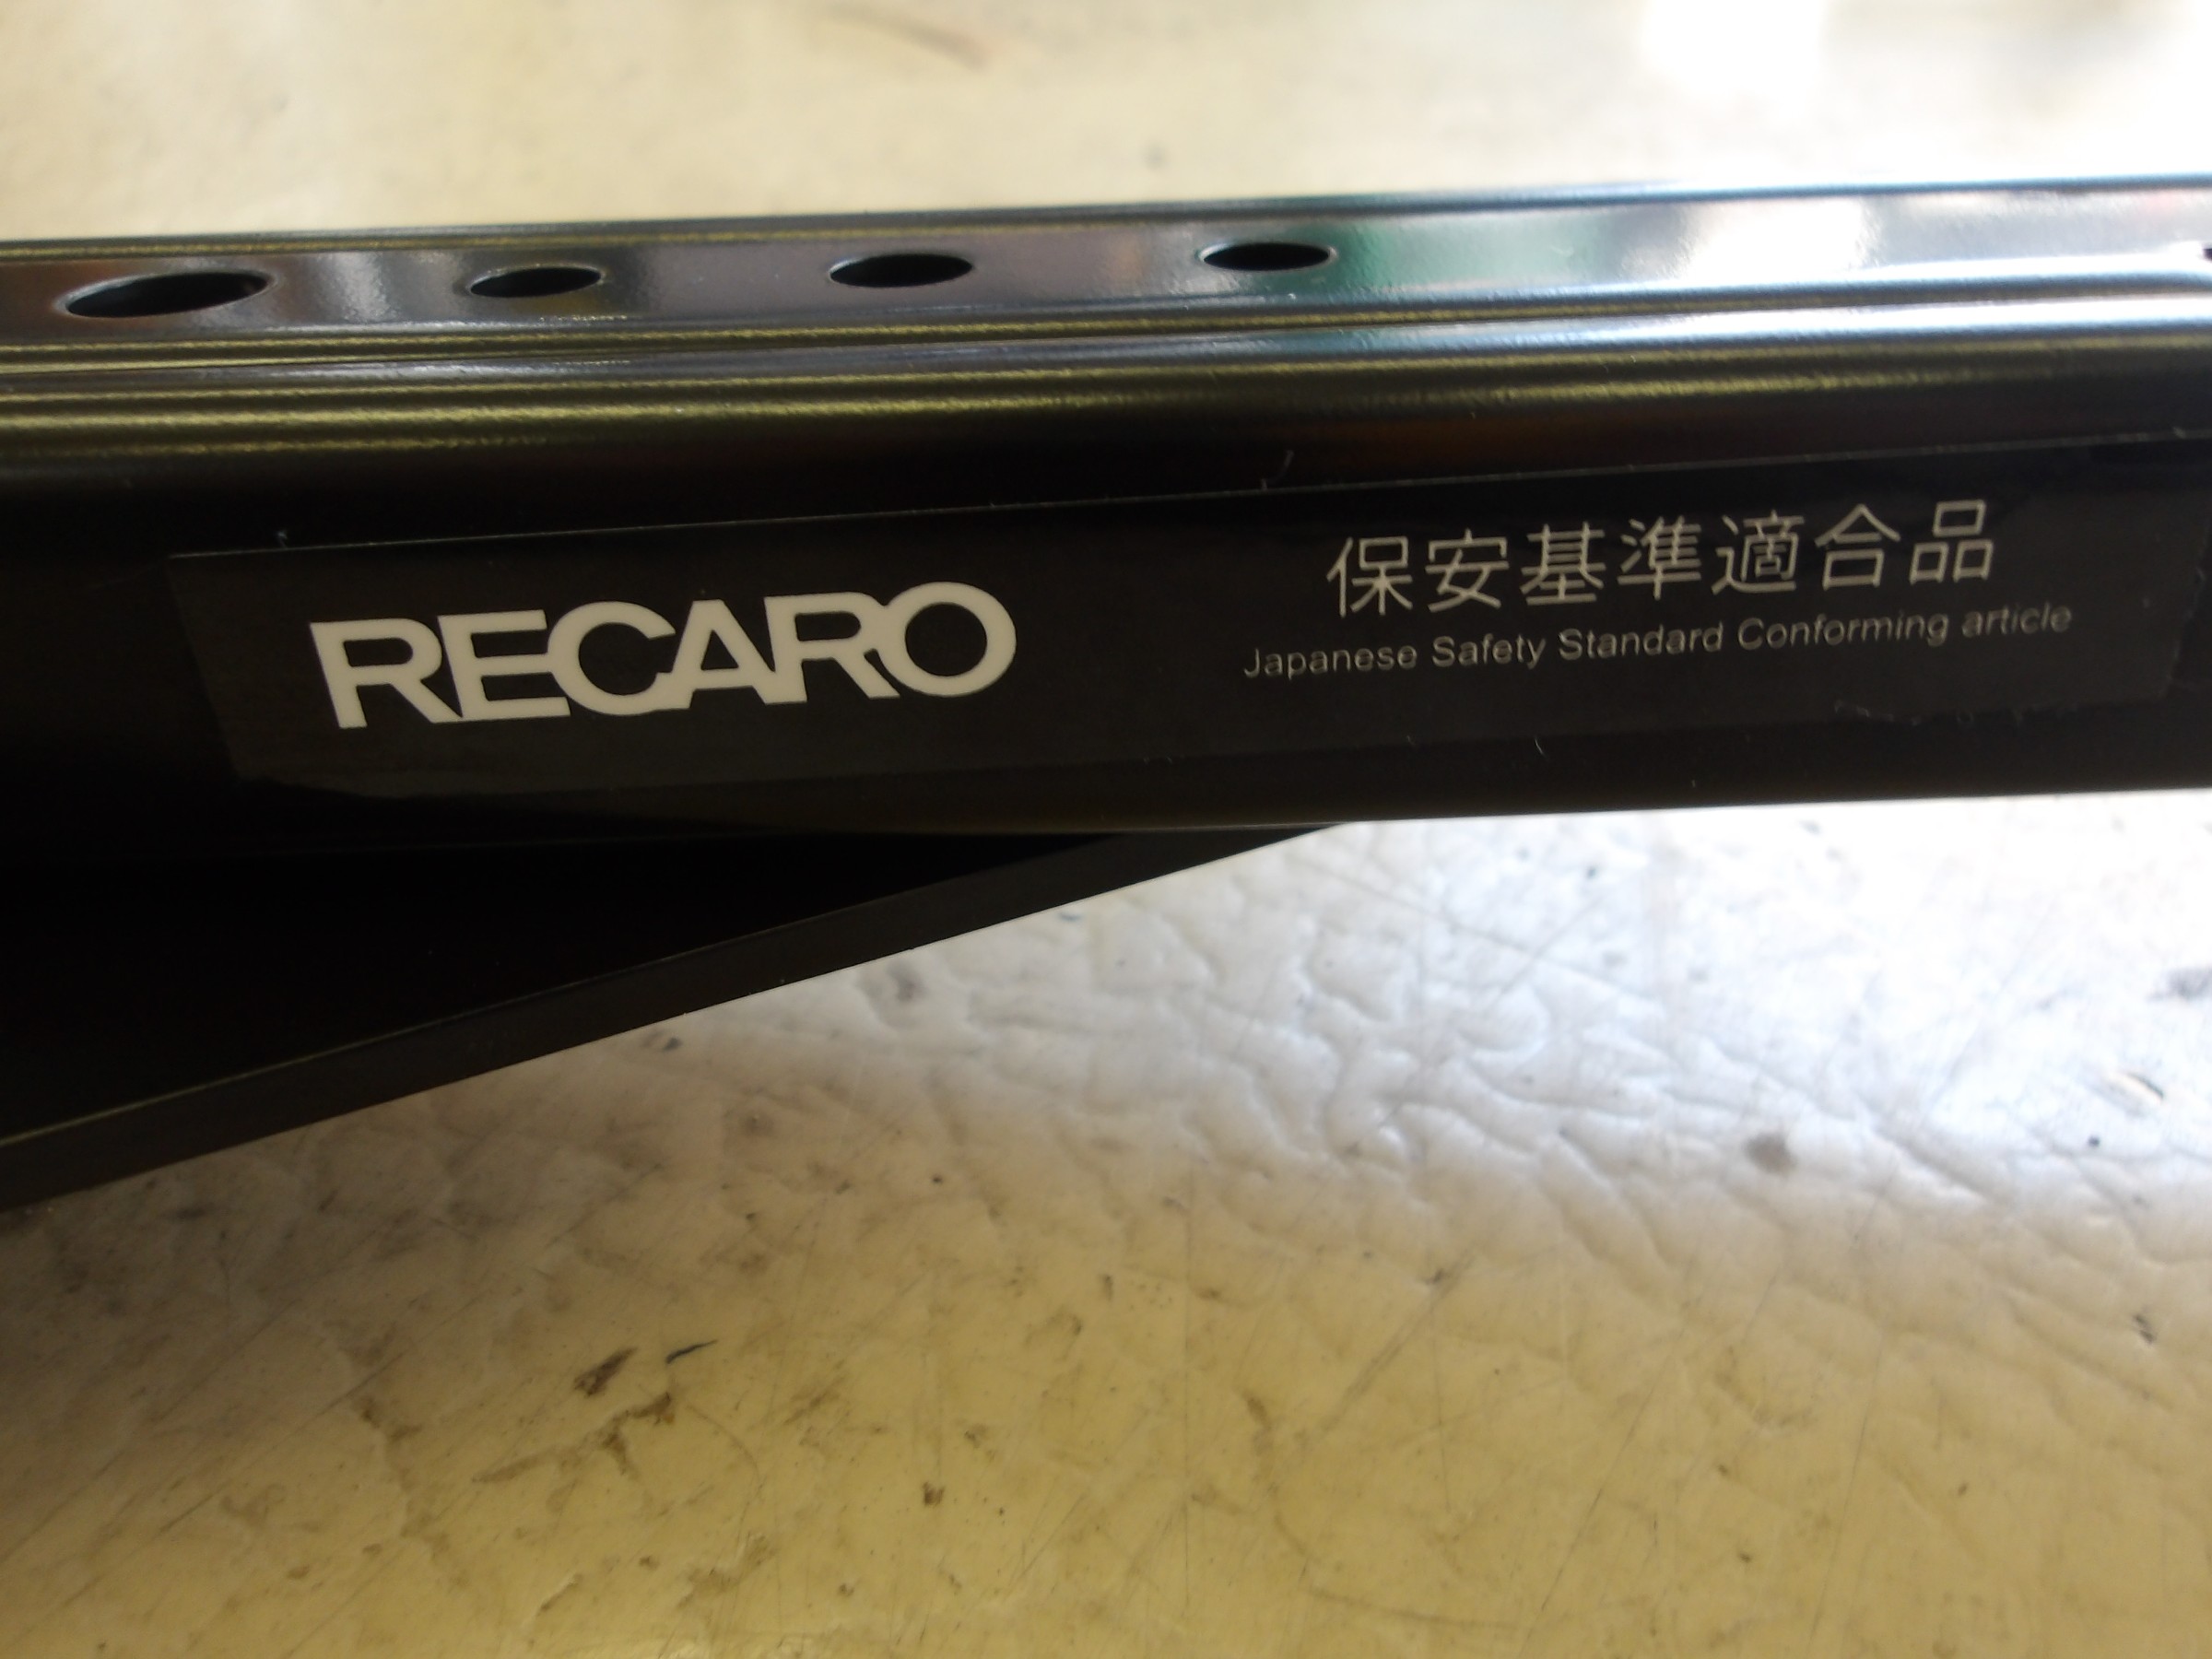 RECARO
保安基準適合品
Japanese Safety Standard Conforming article